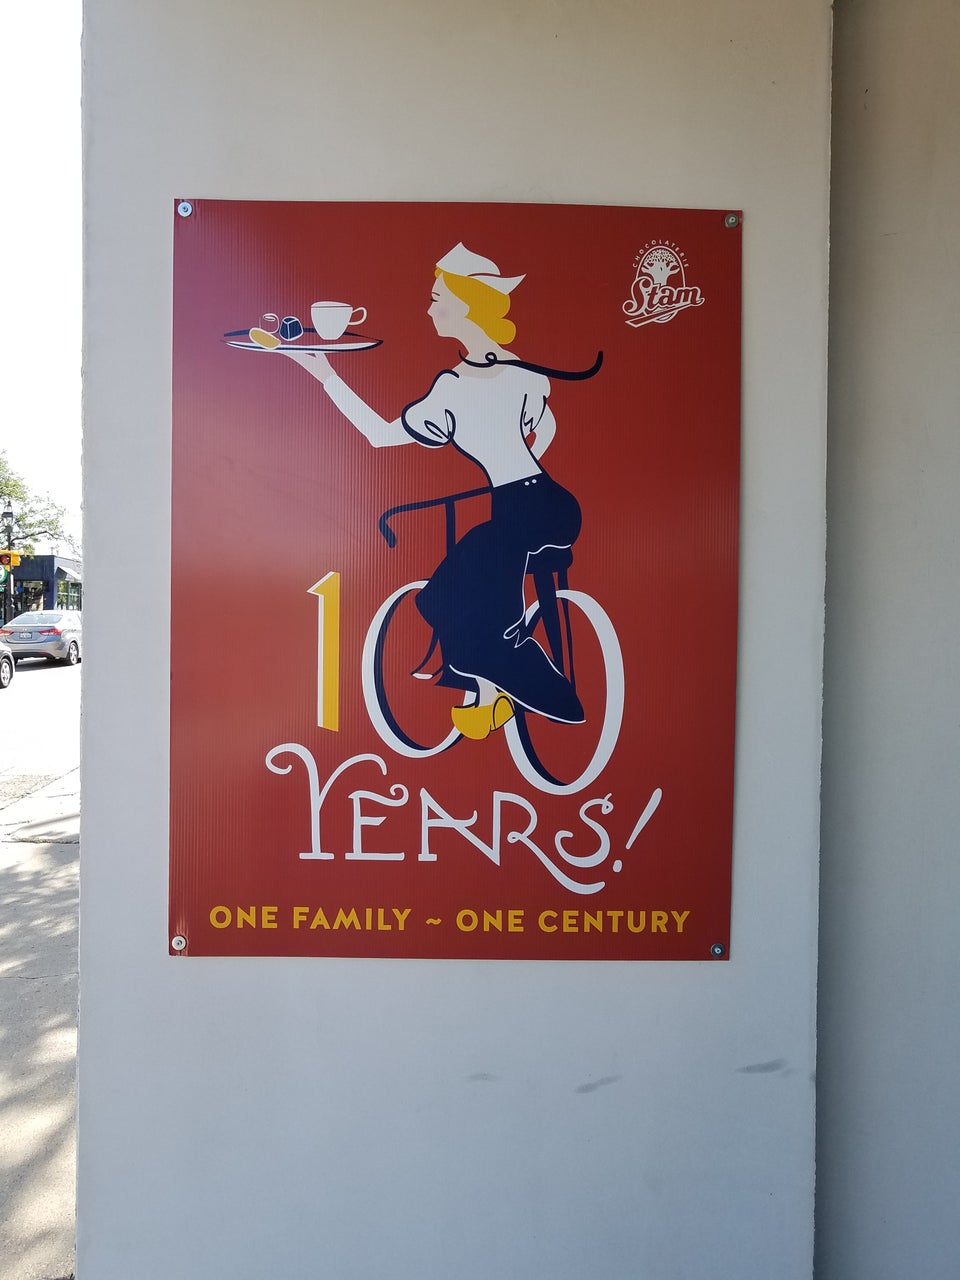 CHOCOLATERIE
Stam
100
YEARS!
ONE FAMILY ~ ONE CENTURY